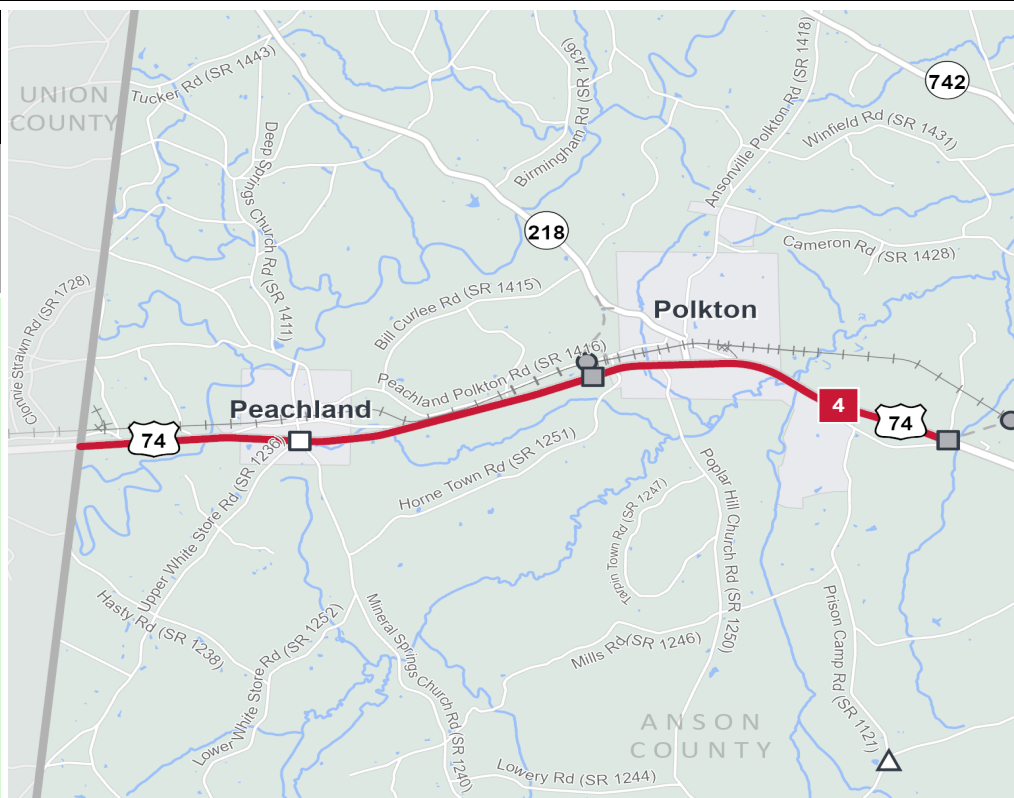 UNION
COUNTY
Tucker Rd (SR 1443)
Deep Springs Church Rd (SR 1411)
Birmingham Rd (SR 1436)
Ansonville Polkton Rd (SR 1418)
742
Winfield Rd (SR 1431)
218
Cameron Rd (SR 1428)
Clonnie Strawn Rd (SR 1728)
Bill Curlee Rd (SR 1415)
Polkton
Peachland Polkton Rd (SR 1416)
Peachland
4
74
74
Upper White Store Rd (SR 1236)
Horne Town Rd (SR 1251)
Tarpin Town Rd (SR 1247)
Poplar Hill Church Rd (SR 1250)
Hasty Rd (SR 1238)
Lower White Store Rd (SR 1252)
Mineral Springs Church Rd (SR 1240)
Mills Rd (SR 1246)
Prison Camp Rd (SR 1121)
ANSON
COUNTY
Lowery Rd (SR 1244)